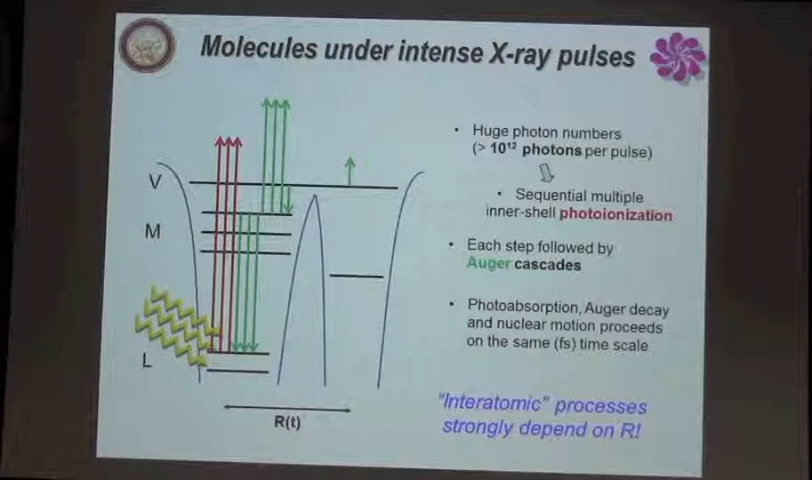 Molecules under intense X-ray pulses
V
M
L
R(t)
• Huge photon numbers
(> 10¹² photons per pulse)
• Sequential multiple
inner-shell photoionization
• Each step followed by
Auger cascades
• Photoabsorption, Auger decay
and nuclear motion proceeds
on the same (fs) time scale
"Interatomic" processes
strongly depend on R!